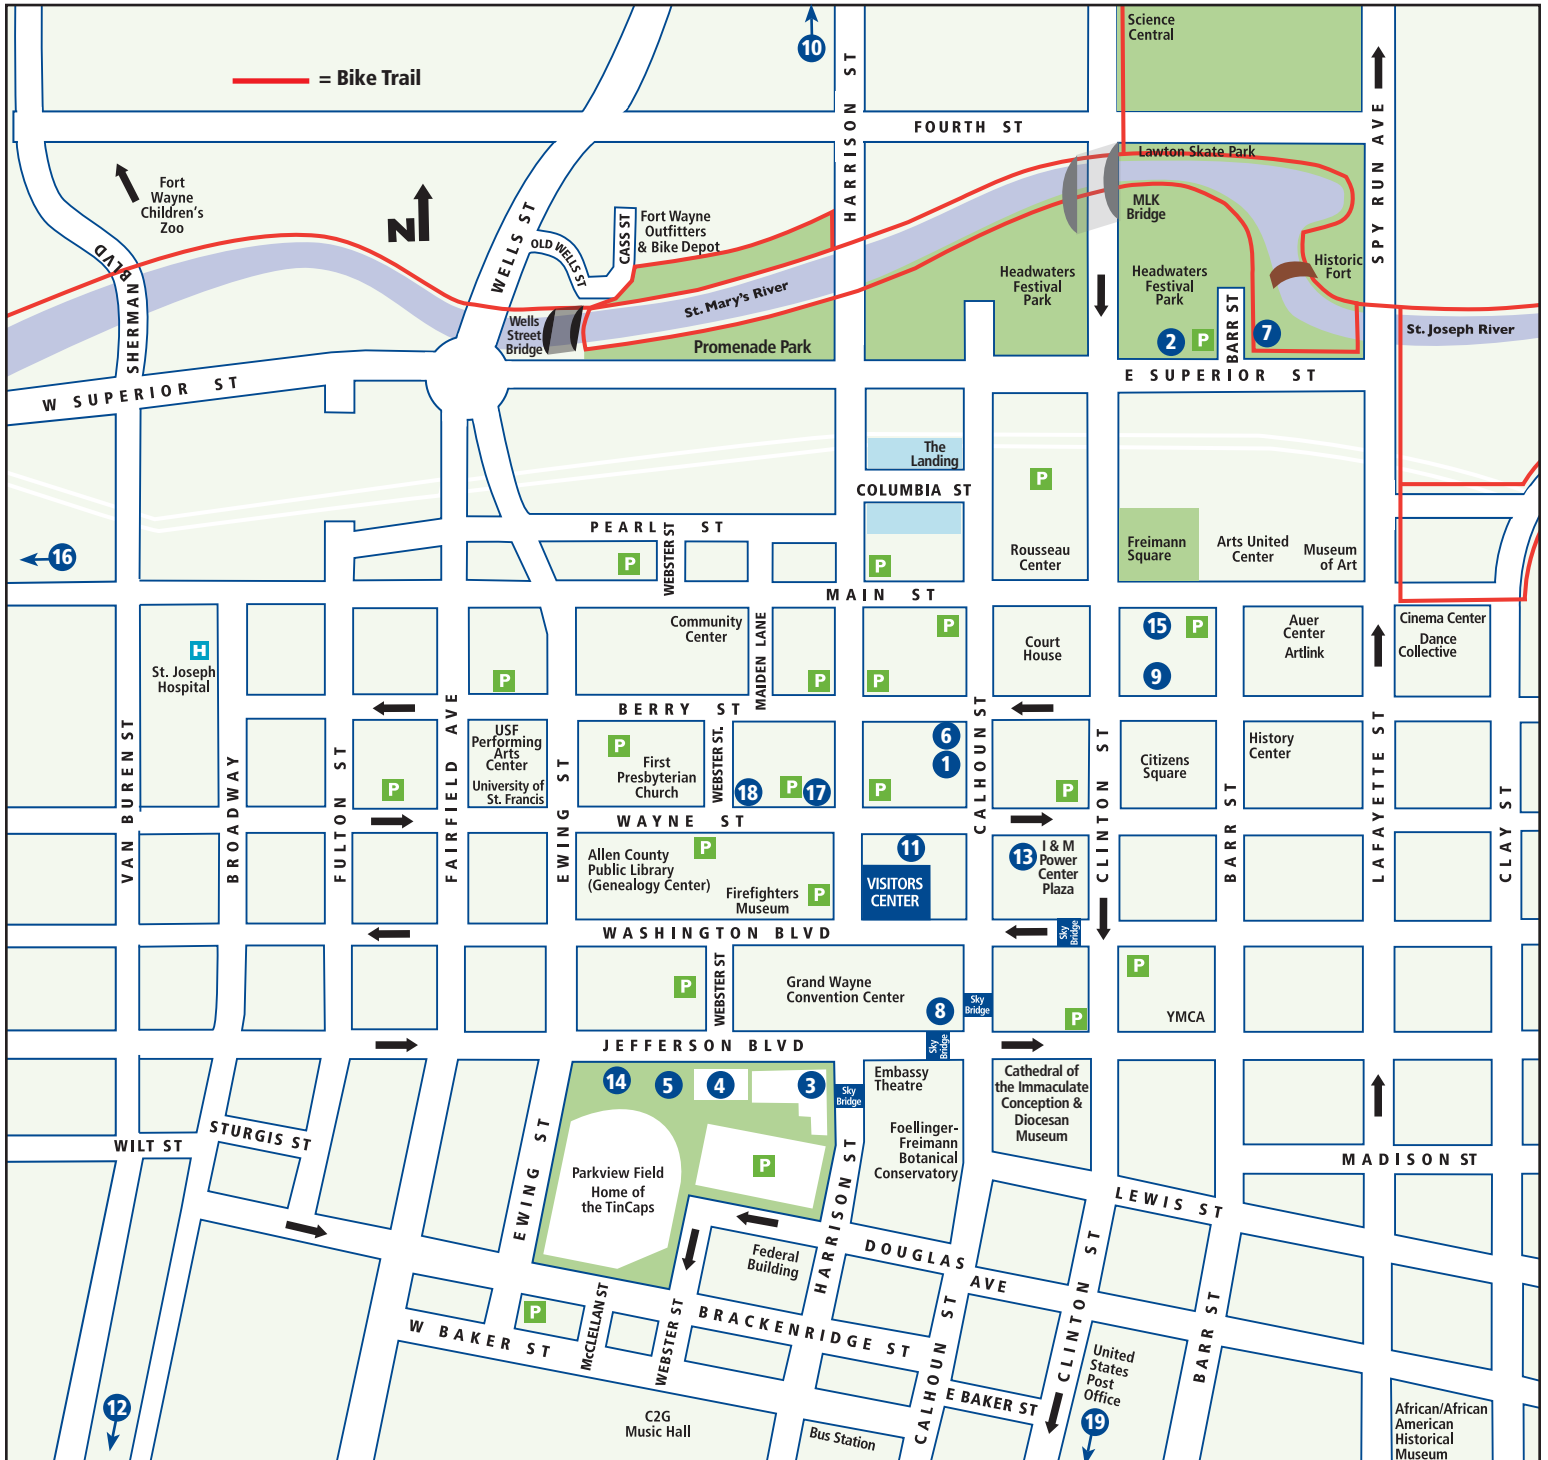 Science
Central
10
= Bike Trail
HARRISON ST
FOURTH ST
SPY RUN AVE
Lawton Skate Park
Fort
Wayne
Children's
Zoo
N
WELLS ST
OLD WELLS ST
CASS ST
Fort Wayne
Outfitters
& Bike Depot
MLK
Bridge
SHERMAN BLVD
Headwaters
Festival
Park
Headwaters
Festival
Park
Historic
Fort
St. Mary's River
Wells
Street
Bridge
Promenade Park
2
P
BARR ST
7
St. Joseph River
W SUPERIOR ST
E SUPERIOR ST
The
Landing
P
COLUMBIA ST
PEARL ST
WEBSTER ST
16
P
P
Rousseau
Center
Freimann
Square
Arts United
Center
Museum
of Art
MAIN ST
H
St. Joseph
Hospital
P
Community
Center
MAIDEN LANE
P
P
P
Court
House
15
P
9
Auer
Center
Artlink
Cinema Center
Dance
Collective
BERRY ST
VAN BUREN ST
BROADWAY
FULTON ST
FAIRFIELD AVE
EWING ST
WEBSTER ST.
CALHOUN ST
CLINTON ST
BARR ST
LAFAYETTE ST
CLAY ST
P
USF
Performing
Arts
Center
University of
St. Francis
P
First
Presbyterian
Church
18
P
17
6
1
P
P
Citizens
Square
History
Center
WAYNE ST
Allen County
Public Library
(Genealogy Center)
P
Firefighters
Museum
P
11
VISITORS
CENTER
13
I & M
Power
Center
Plaza
WASHINGTON BLVD
Sky
Bridge
P
WEBSTER ST
Grand Wayne
Convention Center
8
Sky
Bridge
P
P
YMCA
JEFFERSON BLVD
Sky
Bridge
14
5
4
3
Sky
Bridge
Embassy
Theatre
Foellinger-
Freimann
Botanical
Conservatory
Cathedral of
the Immaculate
Conception &
Diocesan
Museum
WILT ST
STURGIS ST
EWING ST
Parkview Field
Home of
the TinCaps
P
HARRISON ST
MADISON ST
LEWIS ST
Federal
Building
DOUGLAS AVE
CLINTON ST
BARR ST
P
McCLELLAN ST
WEBSTER ST
BRACKENRIDGE ST
CALHOUN ST
W BAKER ST
E BAKER ST
United
States
Post
Office
19
12
C2G
Music Hall
Bus Station
African/African
American
Historical
Museum